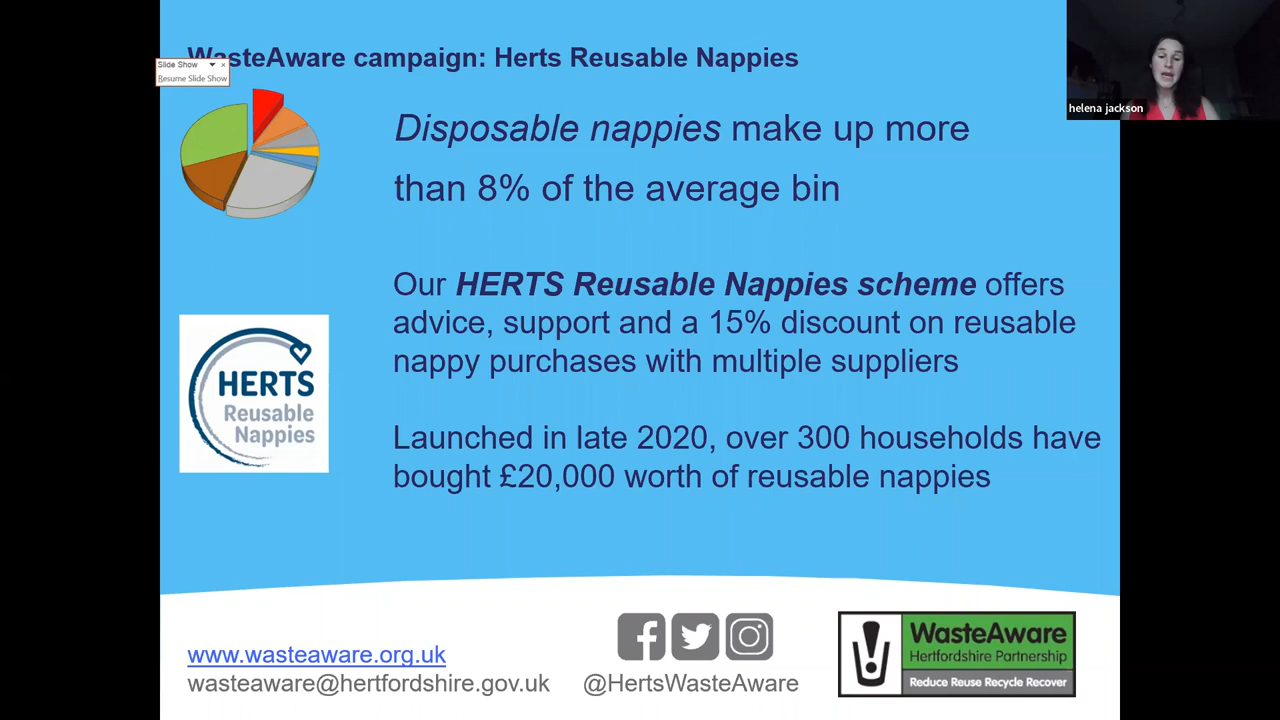 WasteAware campaign: Herts Reusable Nappies
Slide Show
Resume Slide Show
helena jackson
Disposable nappies make up more
than 8% of the average bin
Our HERTS Reusable Nappies scheme offers
advice, support and a 15% discount on reusable
nappy purchases with multiple suppliers
HERTS
Reusable
Nappies
Launched in late 2020, over 300 households have
bought £20,000 worth of reusable nappies
www.wasteaware.org.uk
wasteaware@hertfordshire.gov.uk
@HertsWasteAware
WasteAware
Hertfordshire Partnership
Reduce Reuse Recycle Recover